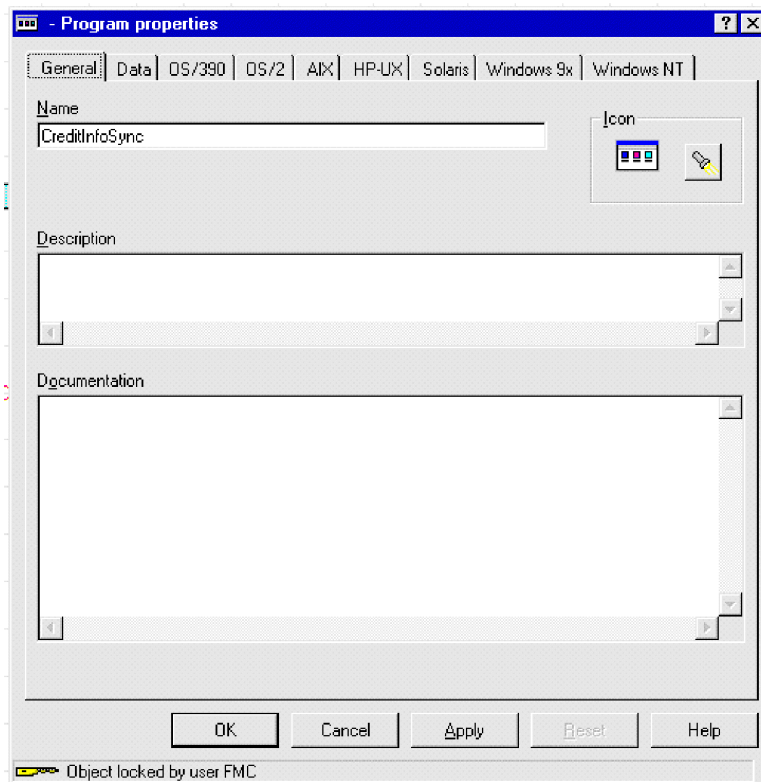 - Program properties
General Data OS/390 OS/2 AIX HP-UX Solaris Windows 9x Windows NT
Name
CreditInfoSync
Icon
Description
Documentation
OK Cancel Apply Reset Help
Object locked by user FMC